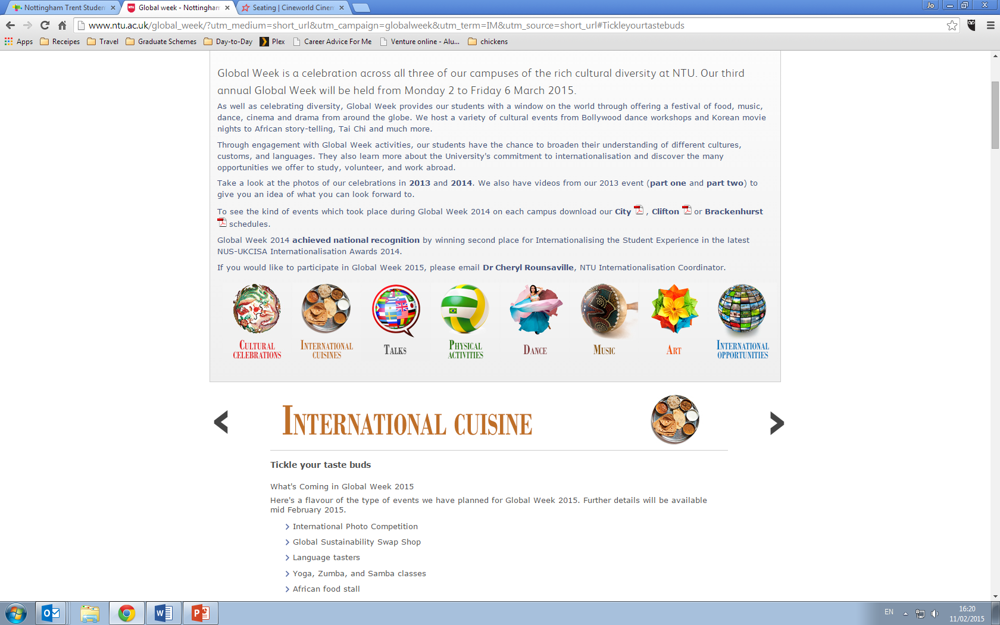 Nottingham Trent Studen
Global week - Nottingham
Seating | Cineworld Cinem
Jo
www.ntu.ac.uk/global_week/?utm_medium=short_url&utm_campaign=globalweek&utm_term=IM&utm_source=short_url#Tickleyourtastebuds
Apps
Receipes
Travel
Graduate Schemes
Day-to-Day
Plex
Career Advice For Me
Venture online - Alu...
chickens
Global Week is a celebration across all three of our campuses of the rich cultural diversity at NTU. Our third
annual Global Week will be held from Monday 2 to Friday 6 March 2015.
As well as celebrating diversity, Global Week provides our students with a window on the world through offering a festival of food, music,
dance, cinema and drama from around the globe. We host a variety of cultural events from Bollywood dance workshops and Korean movie
nights to African story-telling, Tai Chi and much more.
Through engagement with Global Week activities, our students have the chance to broaden their understanding of different cultures,
customs, and languages. They also learn more about the University's commitment to internationalisation and discover the many
opportunities we offer to study, volunteer, and work abroad.
Take a look at the photos of our celebrations in 2013 and 2014. We also have videos from our 2013 event (part one and part two) to
give you an idea of what you can look forward to.
To see the kind of events which took place during Global Week 2014 on each campus download our City , Clifton or Brackenhurst
schedules.
Global Week 2014 achieved national recognition by winning second place for Internationalising the Student Experience in the latest
NUS-UKCISA Internationalisation Awards 2014.
If you would like to participate in Global Week 2015, please email Dr Cheryl Rounsaville, NTU Internationalisation Coordinator.
CULTURAL
CELEBRATIONS
INTERNATIONAL
CUISINES
TALKS
PHYSICAL
ACTIVITIES
DANCE
MUSIC
ART
INTERNATIONAL
OPPORTUNITIES
INTERNATIONAL CUISINE
Tickle your taste buds
What's Coming in Global Week 2015
Here's a flavour of the type of events we have planned for Global Week 2015. Further details will be available
mid February 2015.
International Photo Competition
Global Sustainability Swap Shop
Language tasters
Yoga, Zumba, and Samba classes
African food stall
EN
16:20
11/02/2015